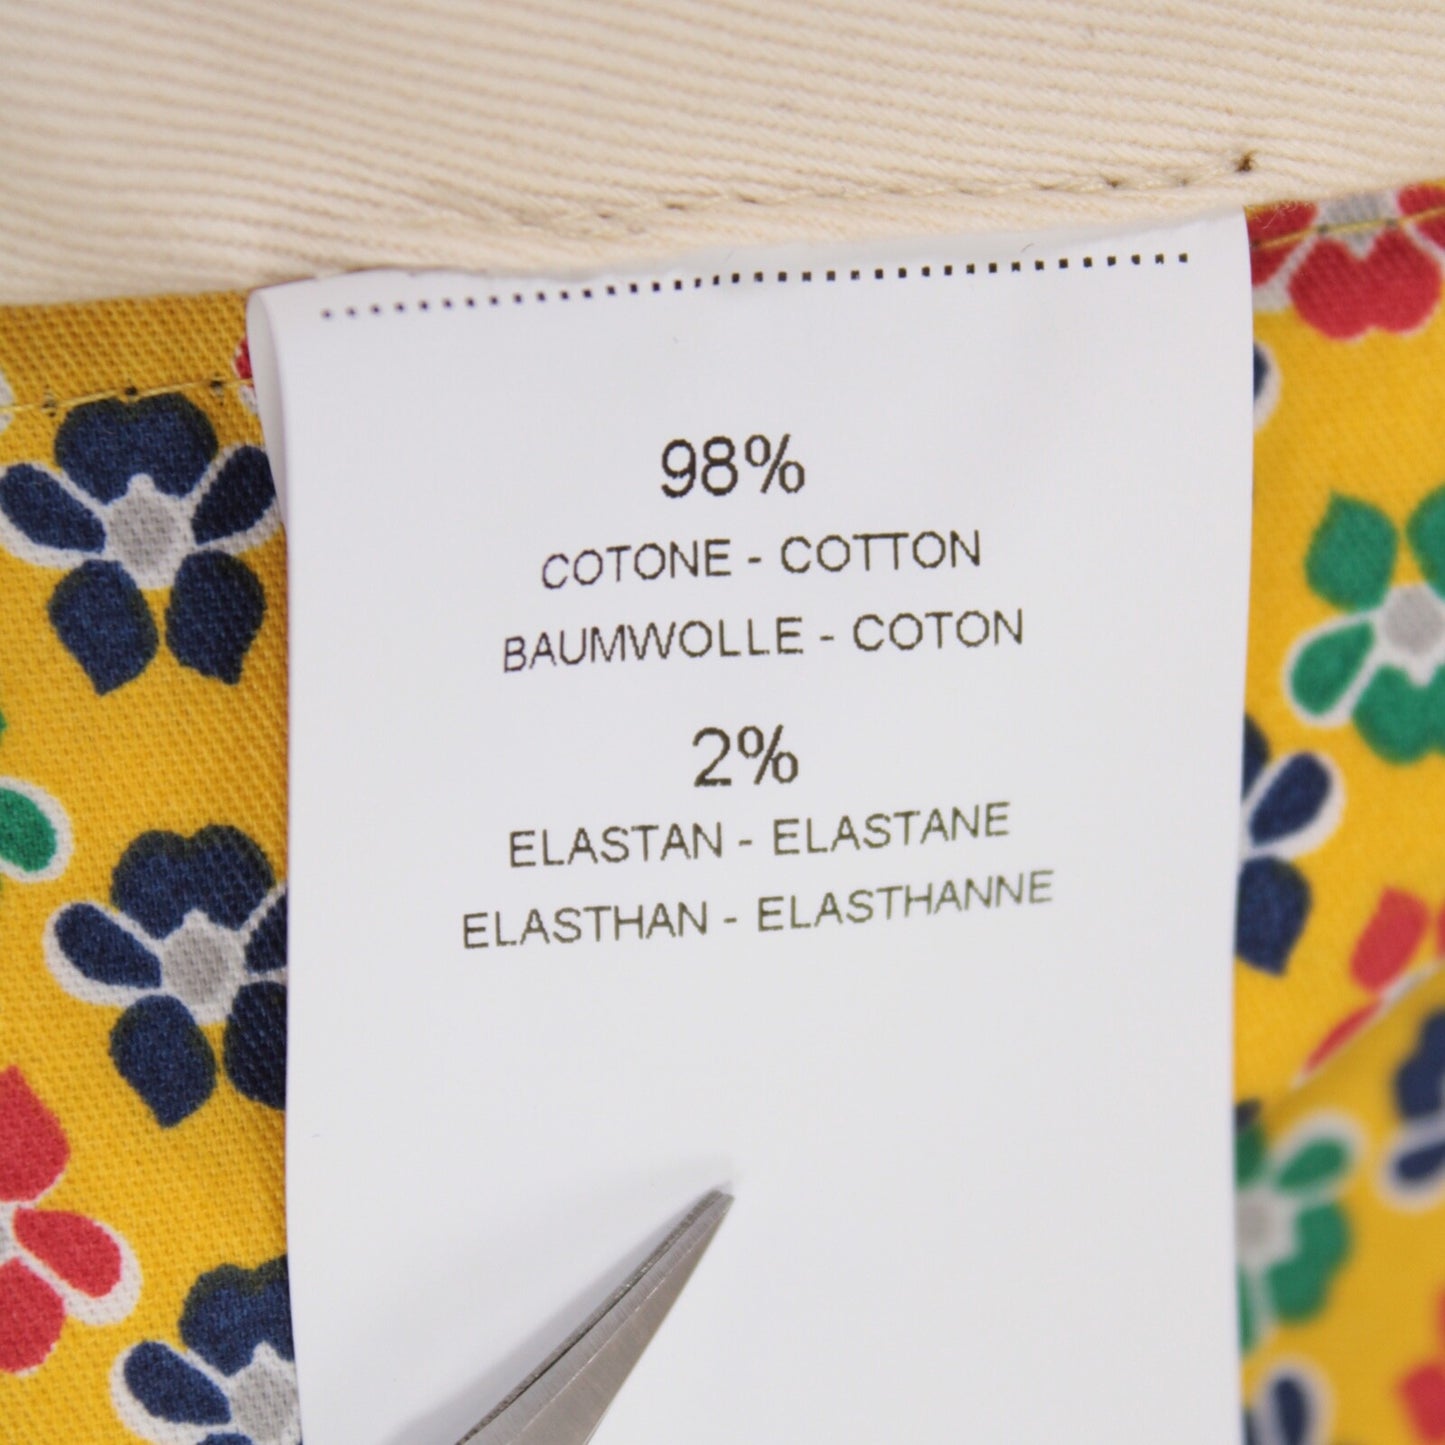 98%
COTONE - COTTON
BAUMWOLLE - COTON
2%
ELASTAN - ELASTANE
ELASTHAN - ELASTHANNE